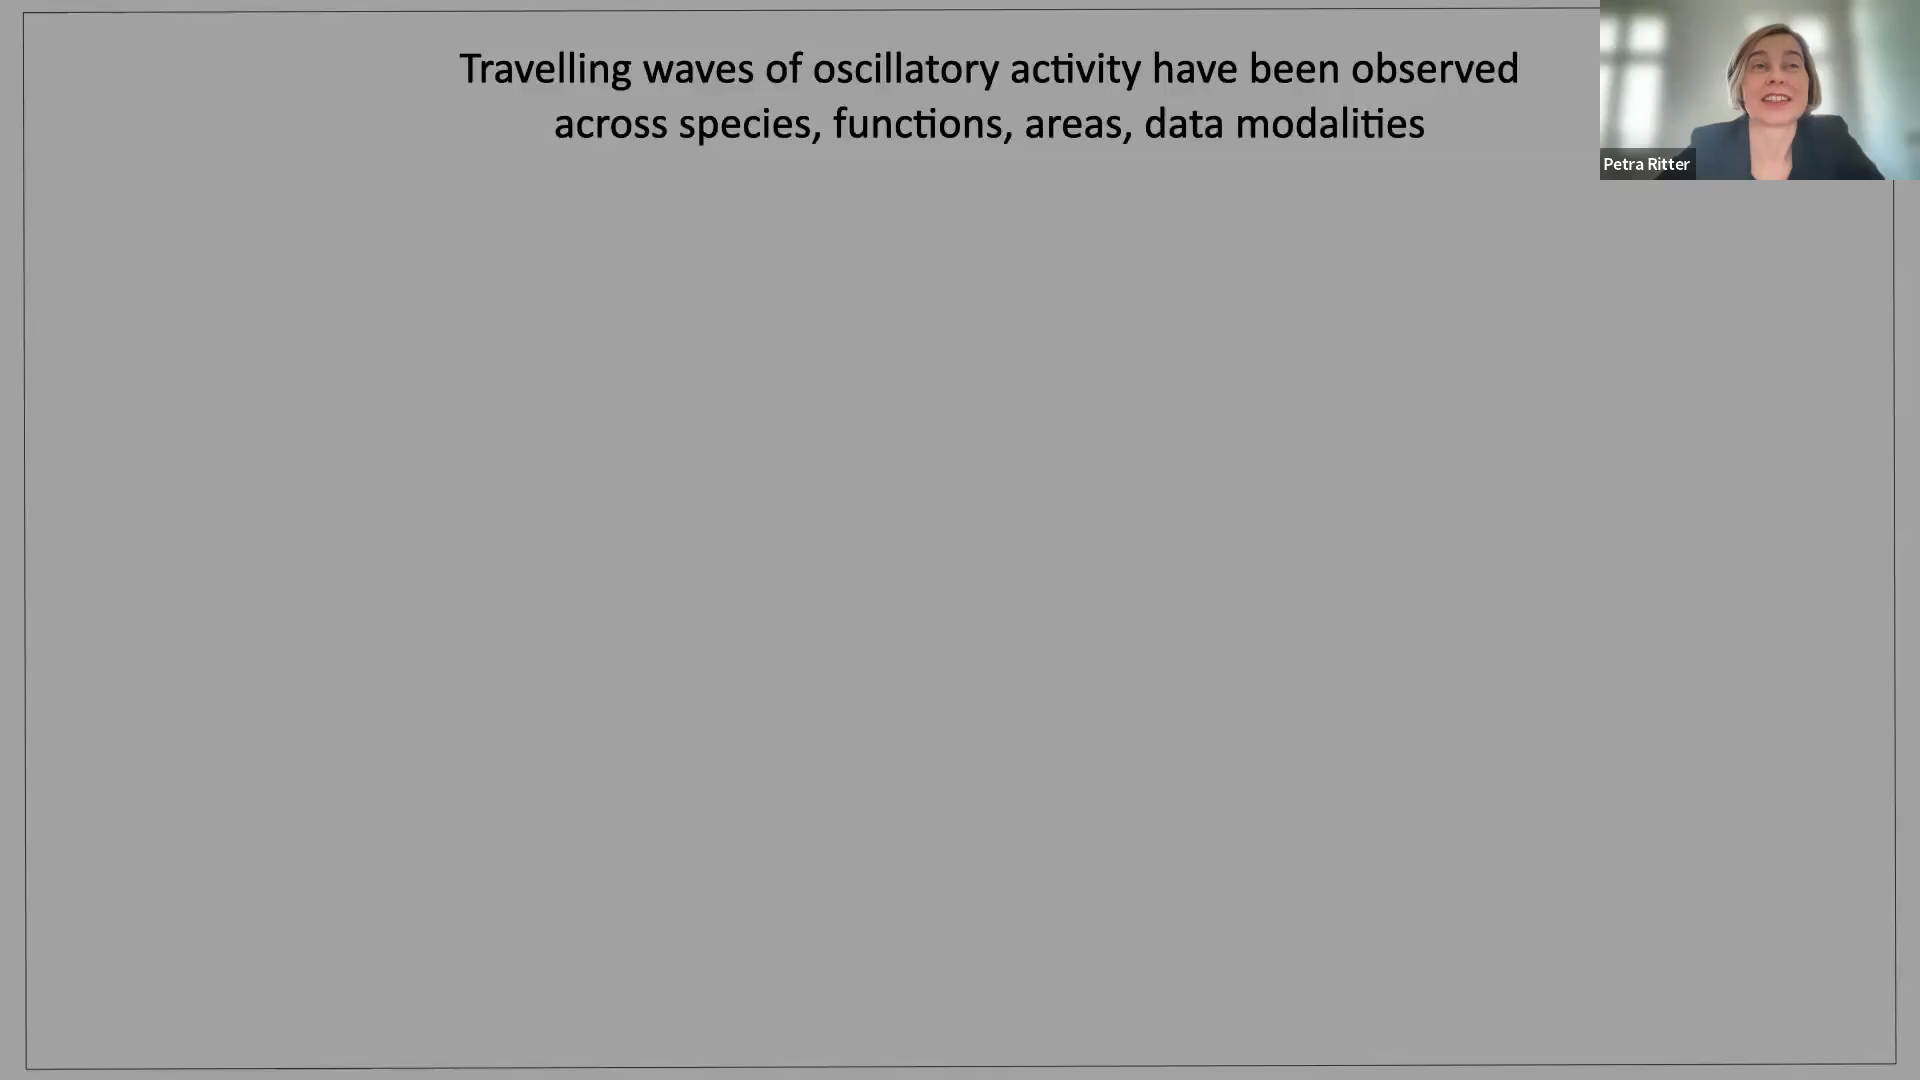 Travelling waves of oscillatory activity have been observed
across species, functions, areas, data modalities
Petra Ritter